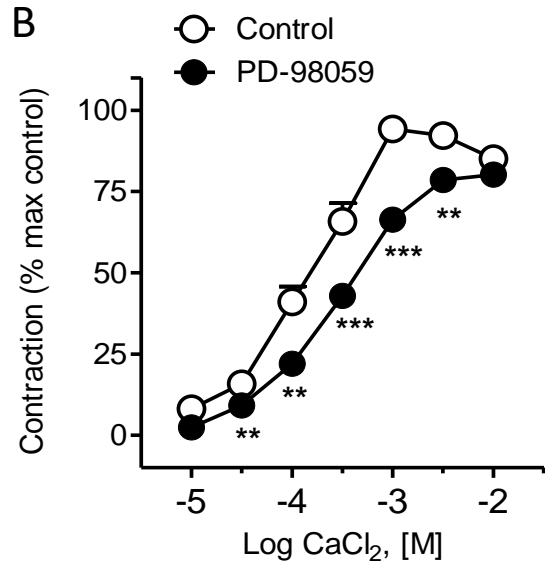 B
Control
PD-98059
100
75
50
25
0
Contraction (% max control)
**
**
***
***
**
-5 -4 -3 -2
Log CaCl₂, [M]